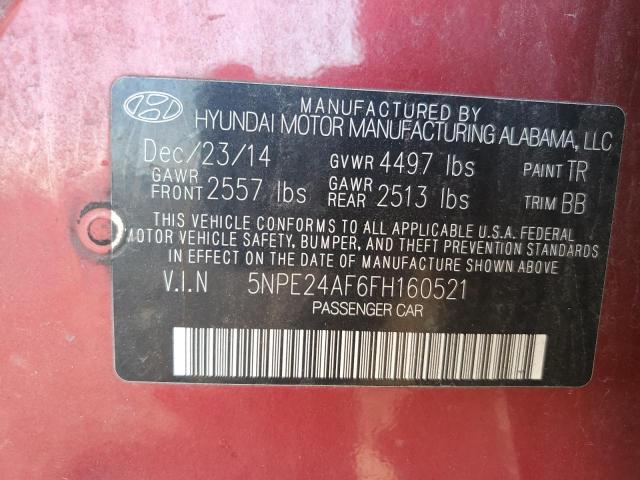 MANUFACTURED BY
HYUNDAI MOTOR MANUFACTURING ALABAMA, LLC
Dec/23/14 GVWR 4497 lbs PAINT TR
GAWR FRONT 2557 lbs GAWR REAR 2513 lbs TRIM BB
THIS VEHICLE CONFORMS TO ALL APPLICABLE U.S.A. FEDERAL
MOTOR VEHICLE SAFETY, BUMPER, AND THEFT PREVENTION STANDARDS
IN EFFECT ON THE DATE OF MANUFACTURE SHOWN ABOVE.
V.I.N 5NPE24AF6FH160521
PASSENGER CAR